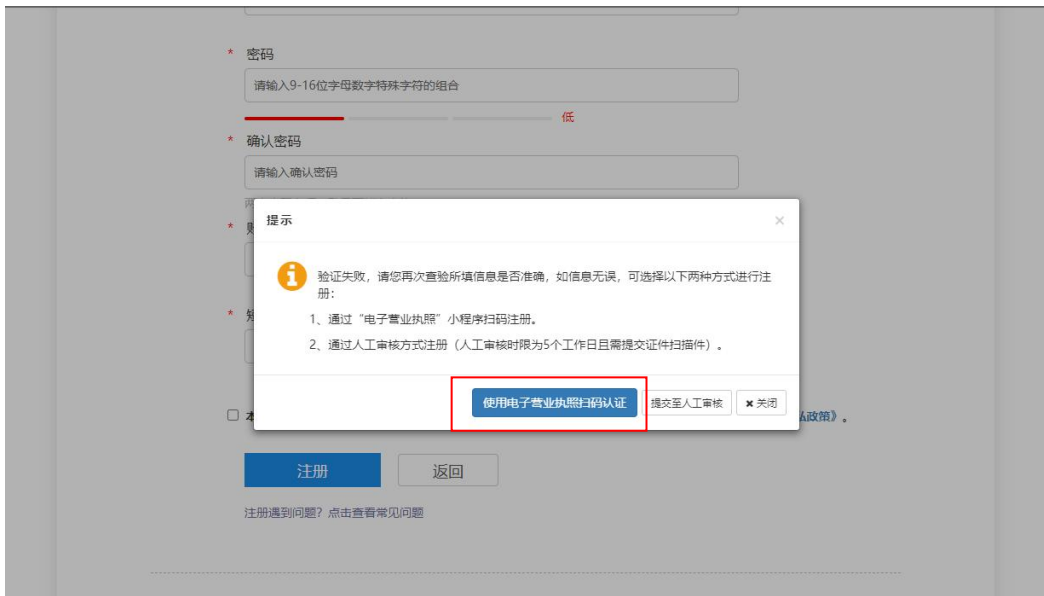 * 密码
请输入9-16位字母数字特殊字符的组合
低
* 确认密码
请输入确认密码
提示
×
验证失败，请您再次查验所填信息是否准确，如信息无误，可选择以下两种方式进行注
册：
1、通过“电子营业执照”小程序扫码注册。
2、通过人工审核方式注册（人工审核时限为5个工作日且需提交证件扫描件）。
使用电子营业执照扫码认证 提交至人工审核 ✖关闭
政策》。
注册 返回
注册遇到问题？点击查看常见问题